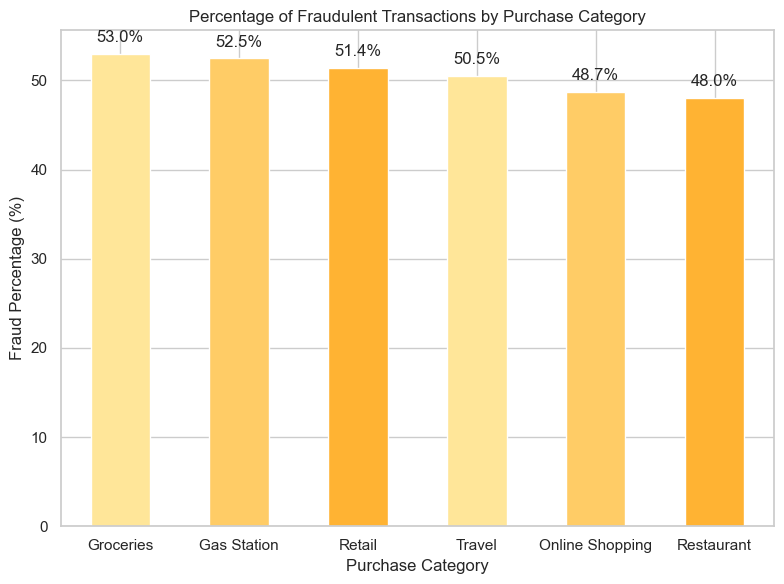 Percentage of Fraudulent Transactions by Purchase Category
53.0%
52.5%
51.4%
50.5%
48.7%
48.0%
50
40
30
20
10
0
Fraud Percentage (%)
Groceries
Gas Station
Retail
Travel
Online Shopping
Restaurant
Purchase Category